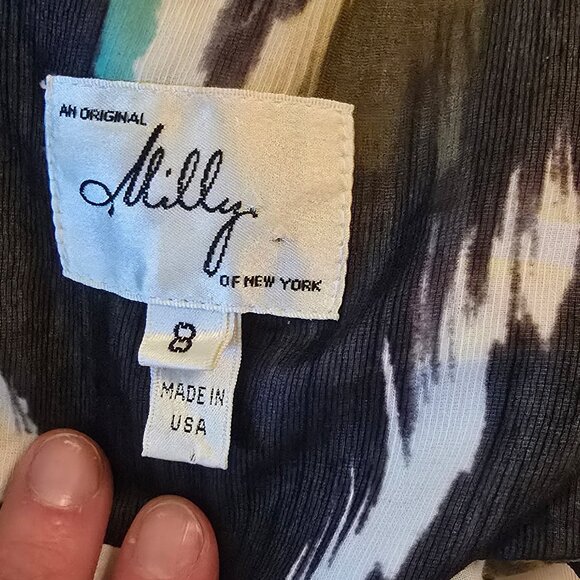 AN ORIGINAL
Milly
OF NEW YORK
8
MADE IN
USA